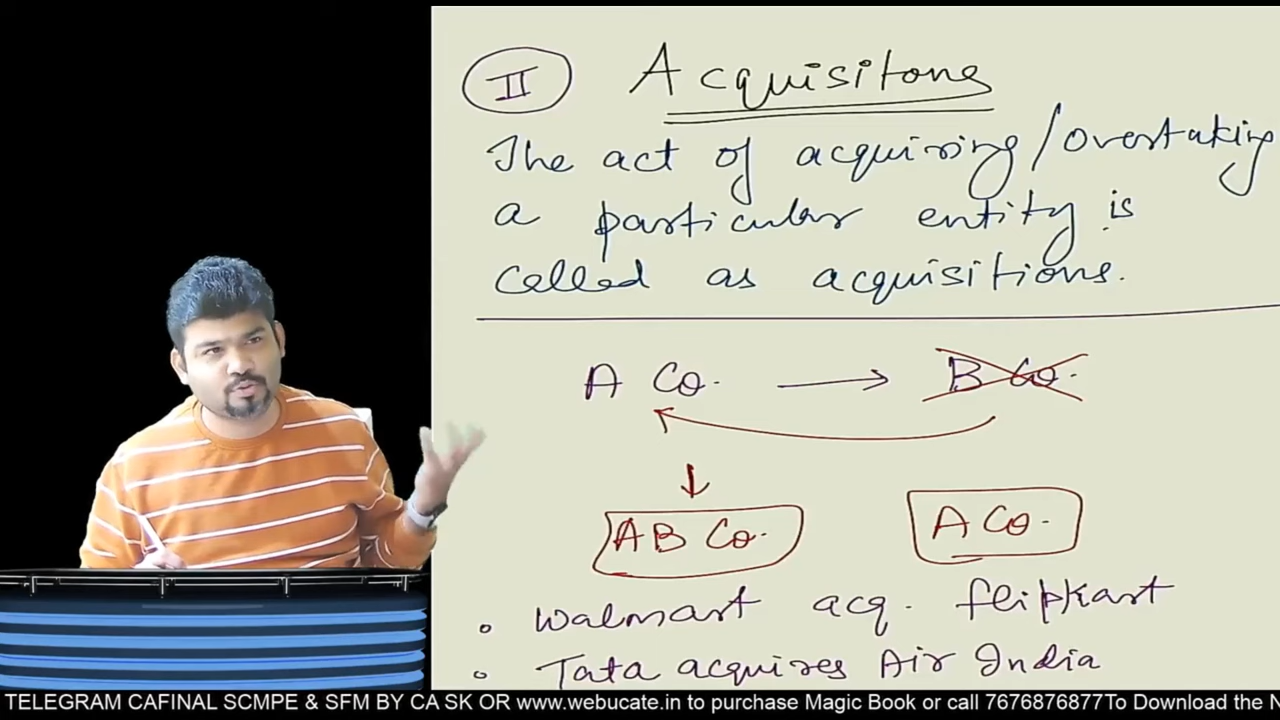 II Acquisitons
The act of acquiring/overtaking
a particular entity is
called as acquisitions.
A Co. → B Co.
↓
AB Co. A Co.
• Walmart acq. flipkart
• Tata acquires Air India
TELEGRAM CAFINAL SCMPE & SFM BY CA SK OR www.webucate.in to purchase Magic Book or call 7676876877To Download the N